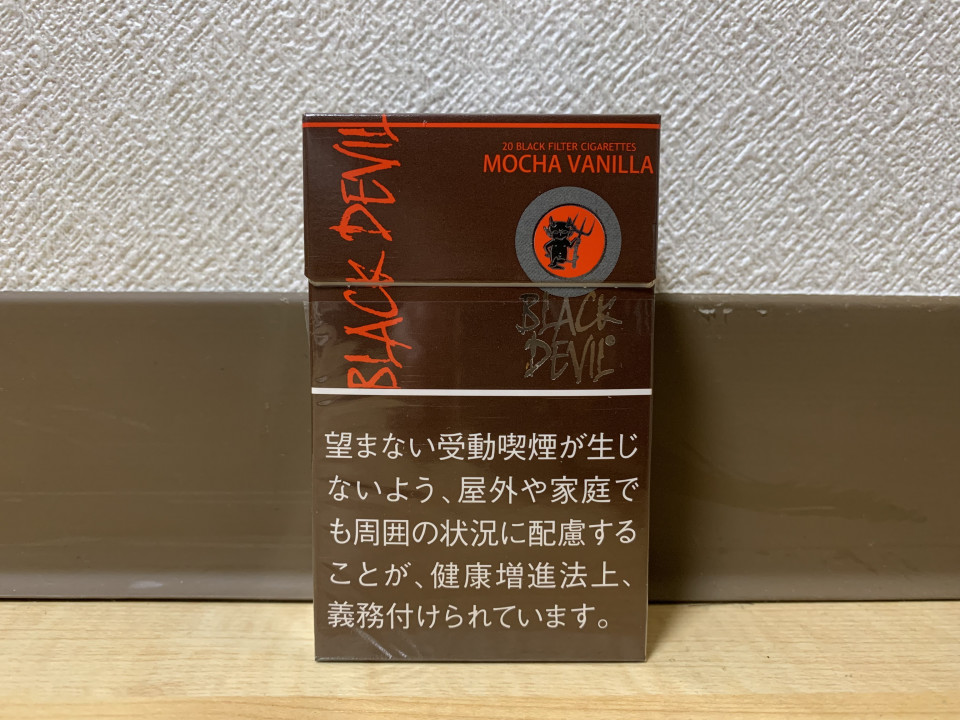 BLACK DEVIL
20 BLACK FILTER CIGARETTES
MOCHA VANILLA
BLACK
DEVIL
望まない受動喫煙が生じ
ないよう、屋外や家庭で
も周囲の状況に配慮する
ことが、健康増進法上、
義務付けられています。